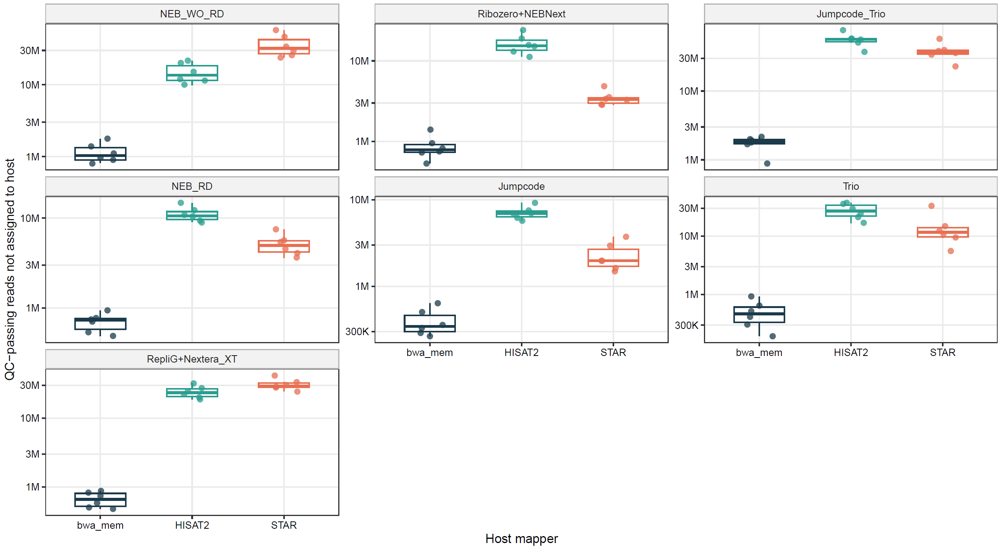 NEB_WO_RD
Ribozero+NEBNext
Jumpcode_Trio
30M
10M
3M
1M
10M
3M
1M
30M
10M
3M
1M
NEB_RD
Jumpcode
Trio
10M
3M
1M
10M
3M
1M
300K
30M
10M
3M
1M
300K
bwa_mem
HISAT2
STAR
bwa_mem
HISAT2
STAR
RepliG+Nextera_XT
30M
10M
3M
1M
bwa_mem
HISAT2
STAR
QC−passing reads not assigned to host
Host mapper